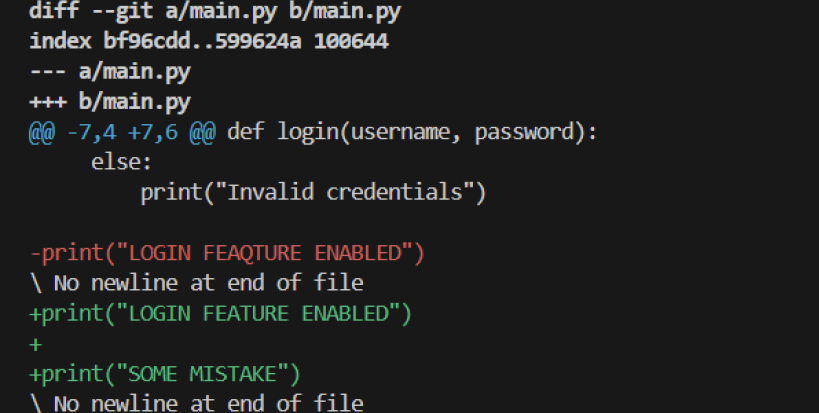 diff --git a/main.py b/main.py
index bf96cdd..599624a 100644
--- a/main.py
+++ b/main.py
@@ -7,4 +7,6 @@ def login(username, password):
     else:
         print("Invalid credentials")

-print("LOGIN FEAQTURE ENABLED")
\ No newline at end of file
+print("LOGIN FEATURE ENABLED")
+
+print("SOME MISTAKE")
\ No newline at end of file